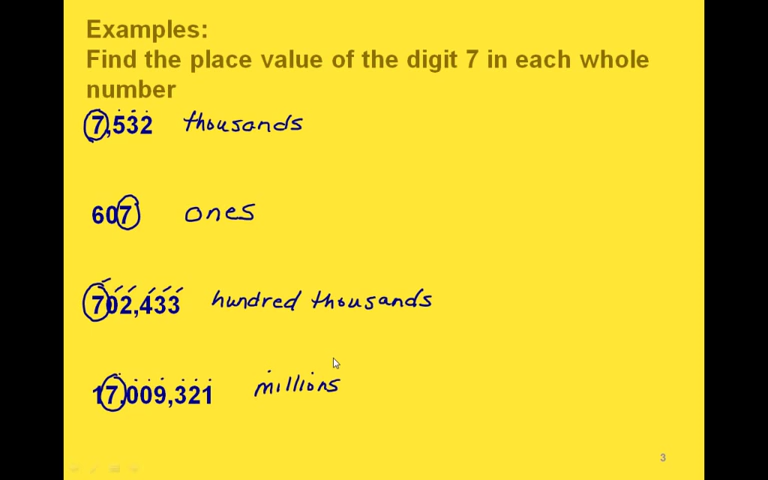 Examples:
Find the place value of the digit 7 in each whole
number
7,532 thousands
607 ones
702,433 hundred thousands
17,009,321 millions
3